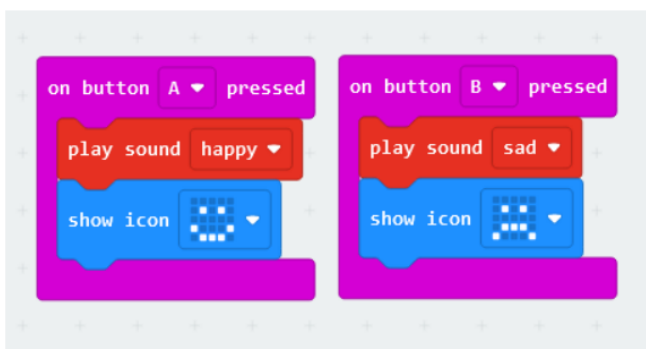 on button A pressed
play sound happy
show icon
on button B pressed
play sound sad
show icon